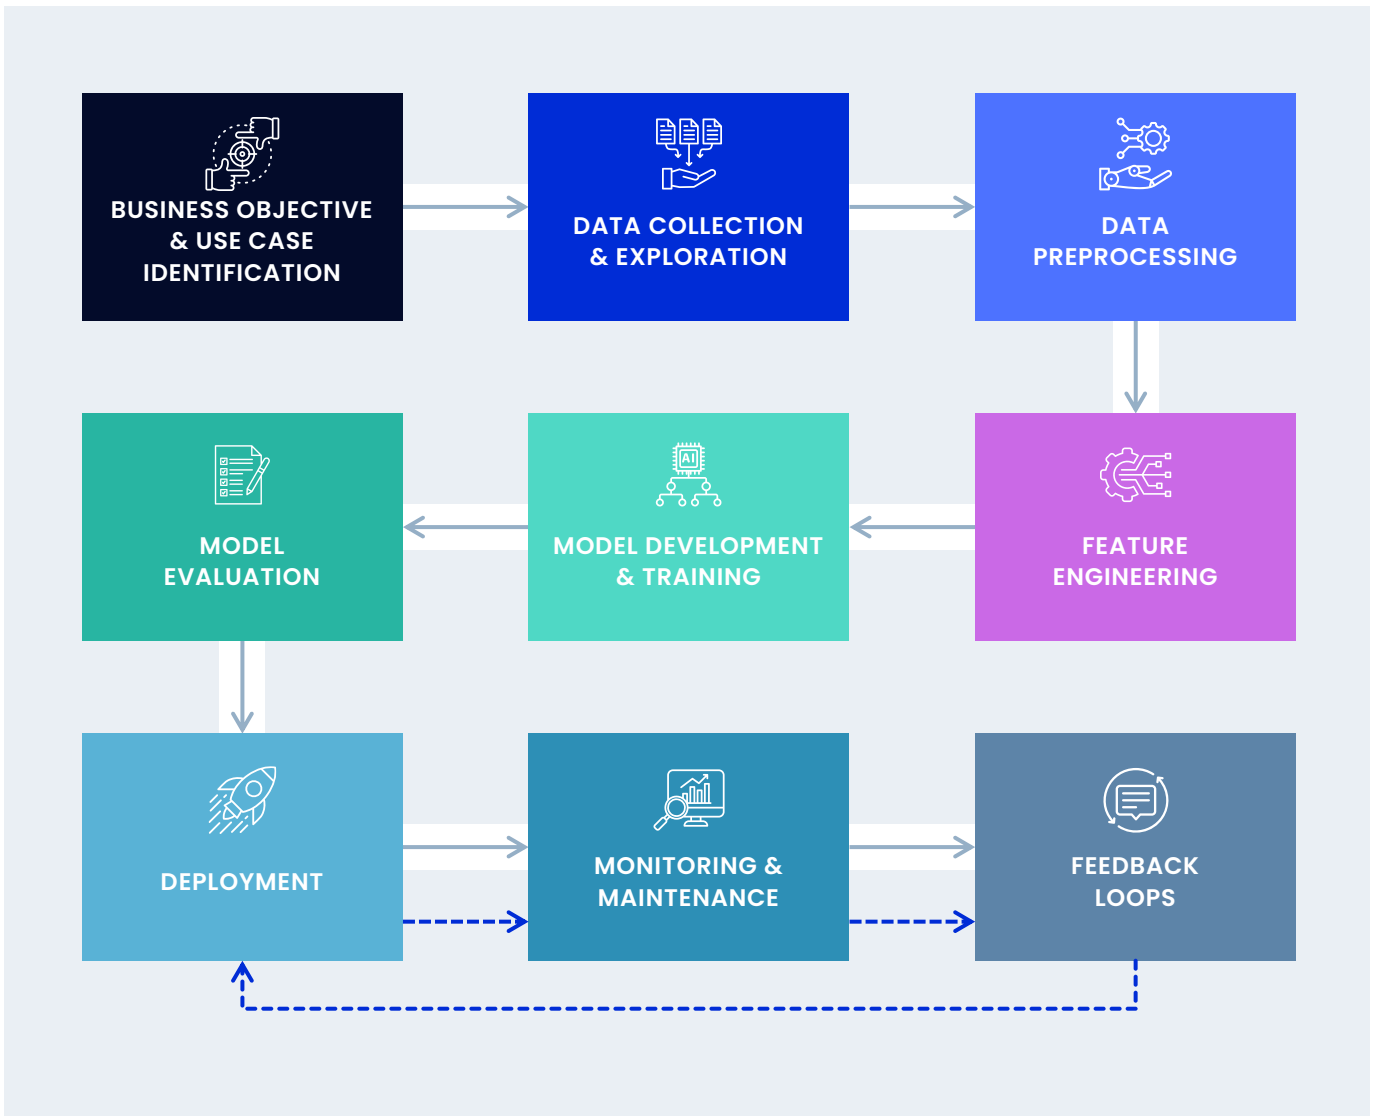 BUSINESS OBJECTIVE
& USE CASE
IDENTIFICATION
DATA COLLECTION
& EXPLORATION
DATA
PREPROCESSING
FEATURE
ENGINEERING
AI
MODEL DEVELOPMENT
& TRAINING
MODEL
EVALUATION
DEPLOYMENT
MONITORING &
MAINTENANCE
FEEDBACK
LOOPS